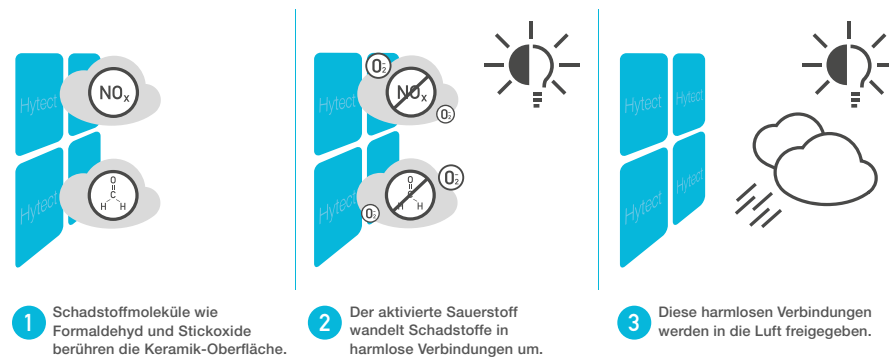 Hytect
Hytect
NOx
O
C
H H
1 Schadstoffmoleküle wie
Formaldehyd und Stickoxide
berühren die Keramik-Oberfläche.
Hytect
Hytect
O₂⁻
NOx
O₂⁻
O₂⁻
O
C
H H
O₂⁻
2 Der aktivierte Sauerstoff
wandelt Schadstoffe in
harmlose Verbindungen um.
Hytect Hytect
Hytect Hytect
3 Diese harmlosen Verbindungen
werden in die Luft freigegeben.